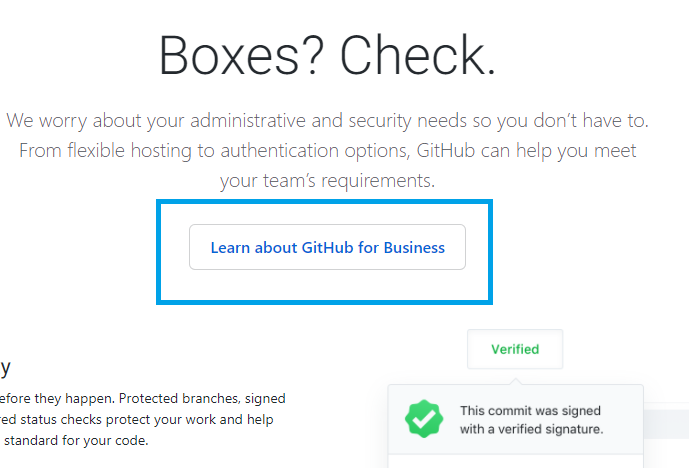 Boxes? Check.
We worry about your administrative and security needs so you don't have to.
From flexible hosting to authentication options, GitHub can help you meet
your team's requirements.
Learn about GitHub for Business
Verified
y
efore they happen. Protected branches, signed
red status checks protect your work and help
standard for your code.
This commit was signed
with a verified signature.